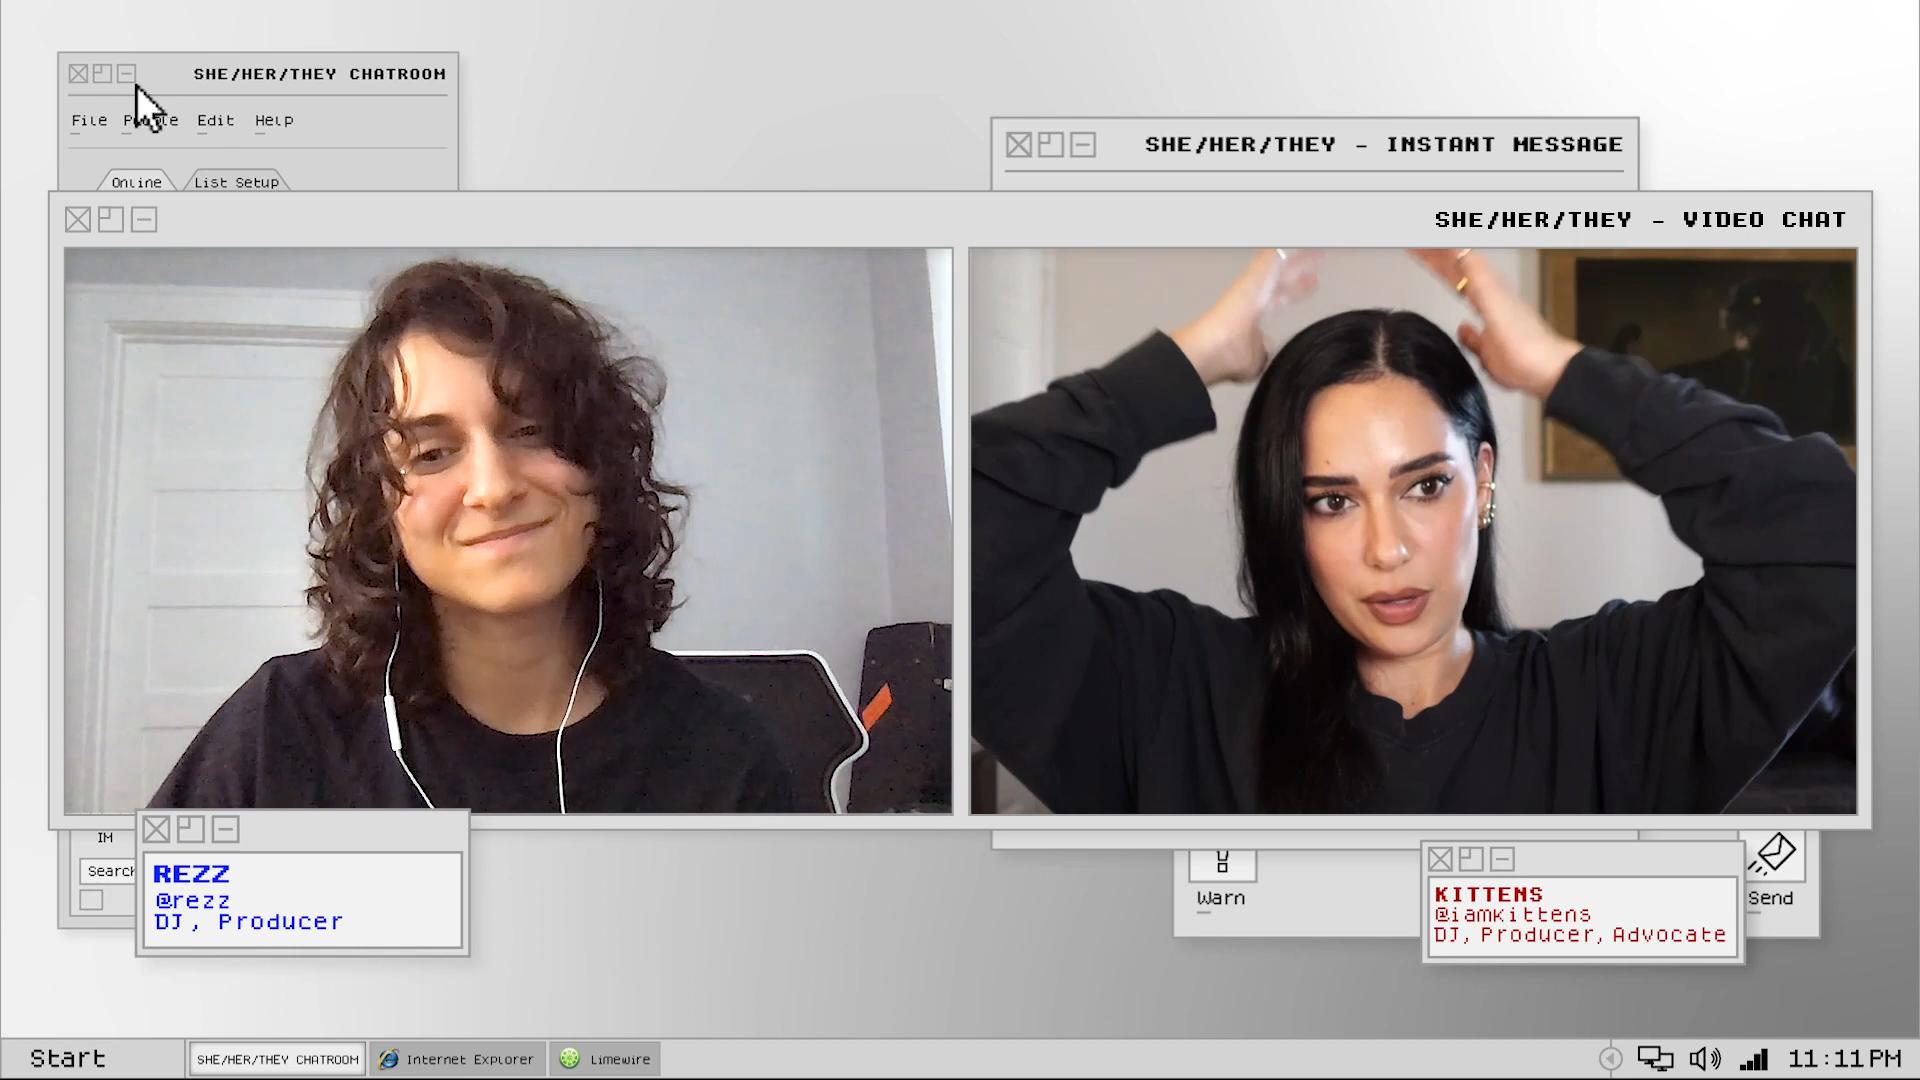 SHE/HER/THEY CHATROOM
File People Edit Help
Online List Setup
SHE/HER/THEY - INSTANT MESSAGE
SHE/HER/THEY - VIDEO CHAT
IM
Search
REZZ
@rezz
DJ, Producer
Warn
KITTENS
@iamkittens
DJ, Producer, Advocate
Send
Start
SHE/HER/THEY CHATROOM
Internet Explorer
Limewire
11:11PM